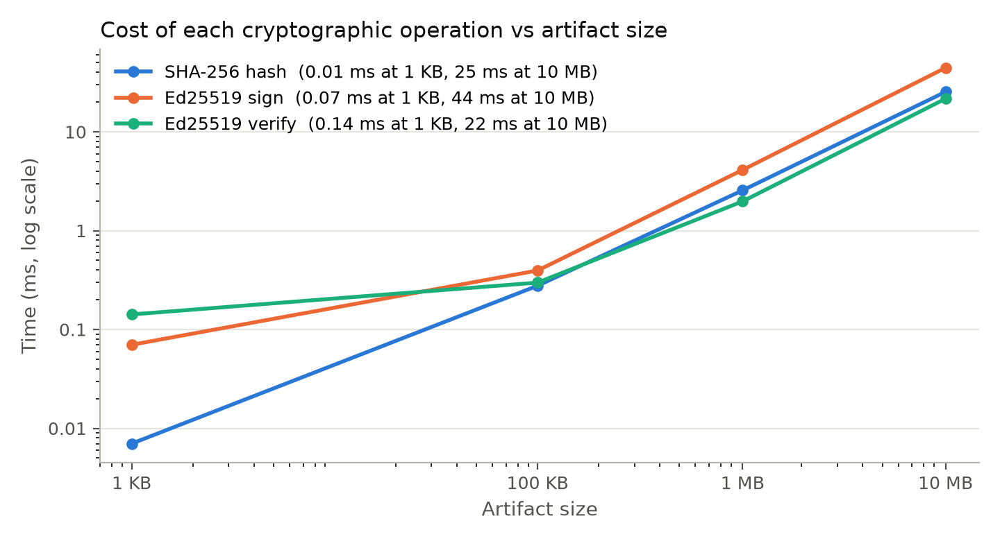 Cost of each cryptographic operation vs artifact size
SHA-256 hash  (0.01 ms at 1 KB, 25 ms at 10 MB)
Ed25519 sign  (0.07 ms at 1 KB, 44 ms at 10 MB)
Ed25519 verify  (0.14 ms at 1 KB, 22 ms at 10 MB)
Time (ms, log scale)
10
1
0.1
0.01
1 KB
100 KB
1 MB
10 MB
Artifact size